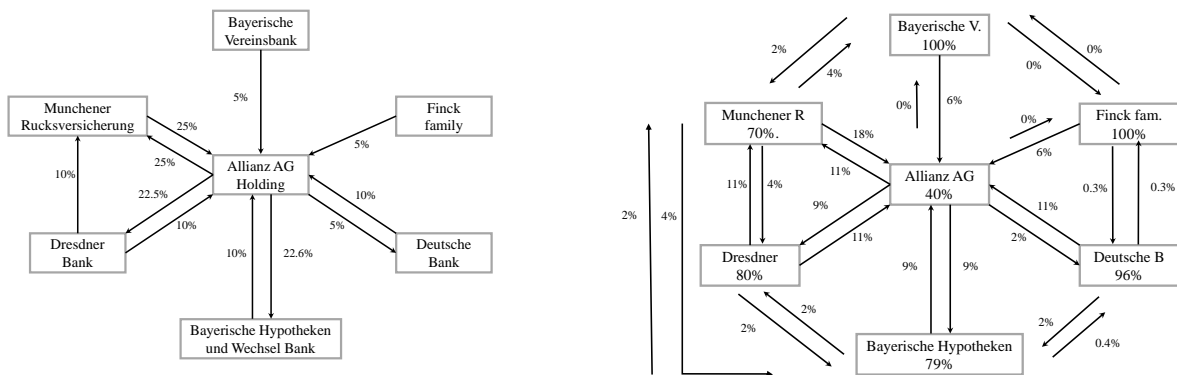 Bayerische
Vereinsbank
5%
Munchener
Rucksversicherung
25%
25%
Finck
family
5%
10%
22.5%
Allianz AG
Holding
10%
10%
5%
Dresdner
Bank
10%
22.6%
Deutsche
Bank
Bayerische Hypotheken
und Wechsel Bank
2%
4%
Bayerische V.
100%
0%
0%
0%
6%
Munchener R
70%.
18%
11%
0%
6%
Finck fam.
100%
2%
4%
11%
4%
9%
11%
Allianz AG
40%
11%
2%
0.3%
0.3%
Dresdner
80%
9%
9%
Deutsche B
96%
2%
2%
2%
0.4%
Bayerische Hypotheken
79%